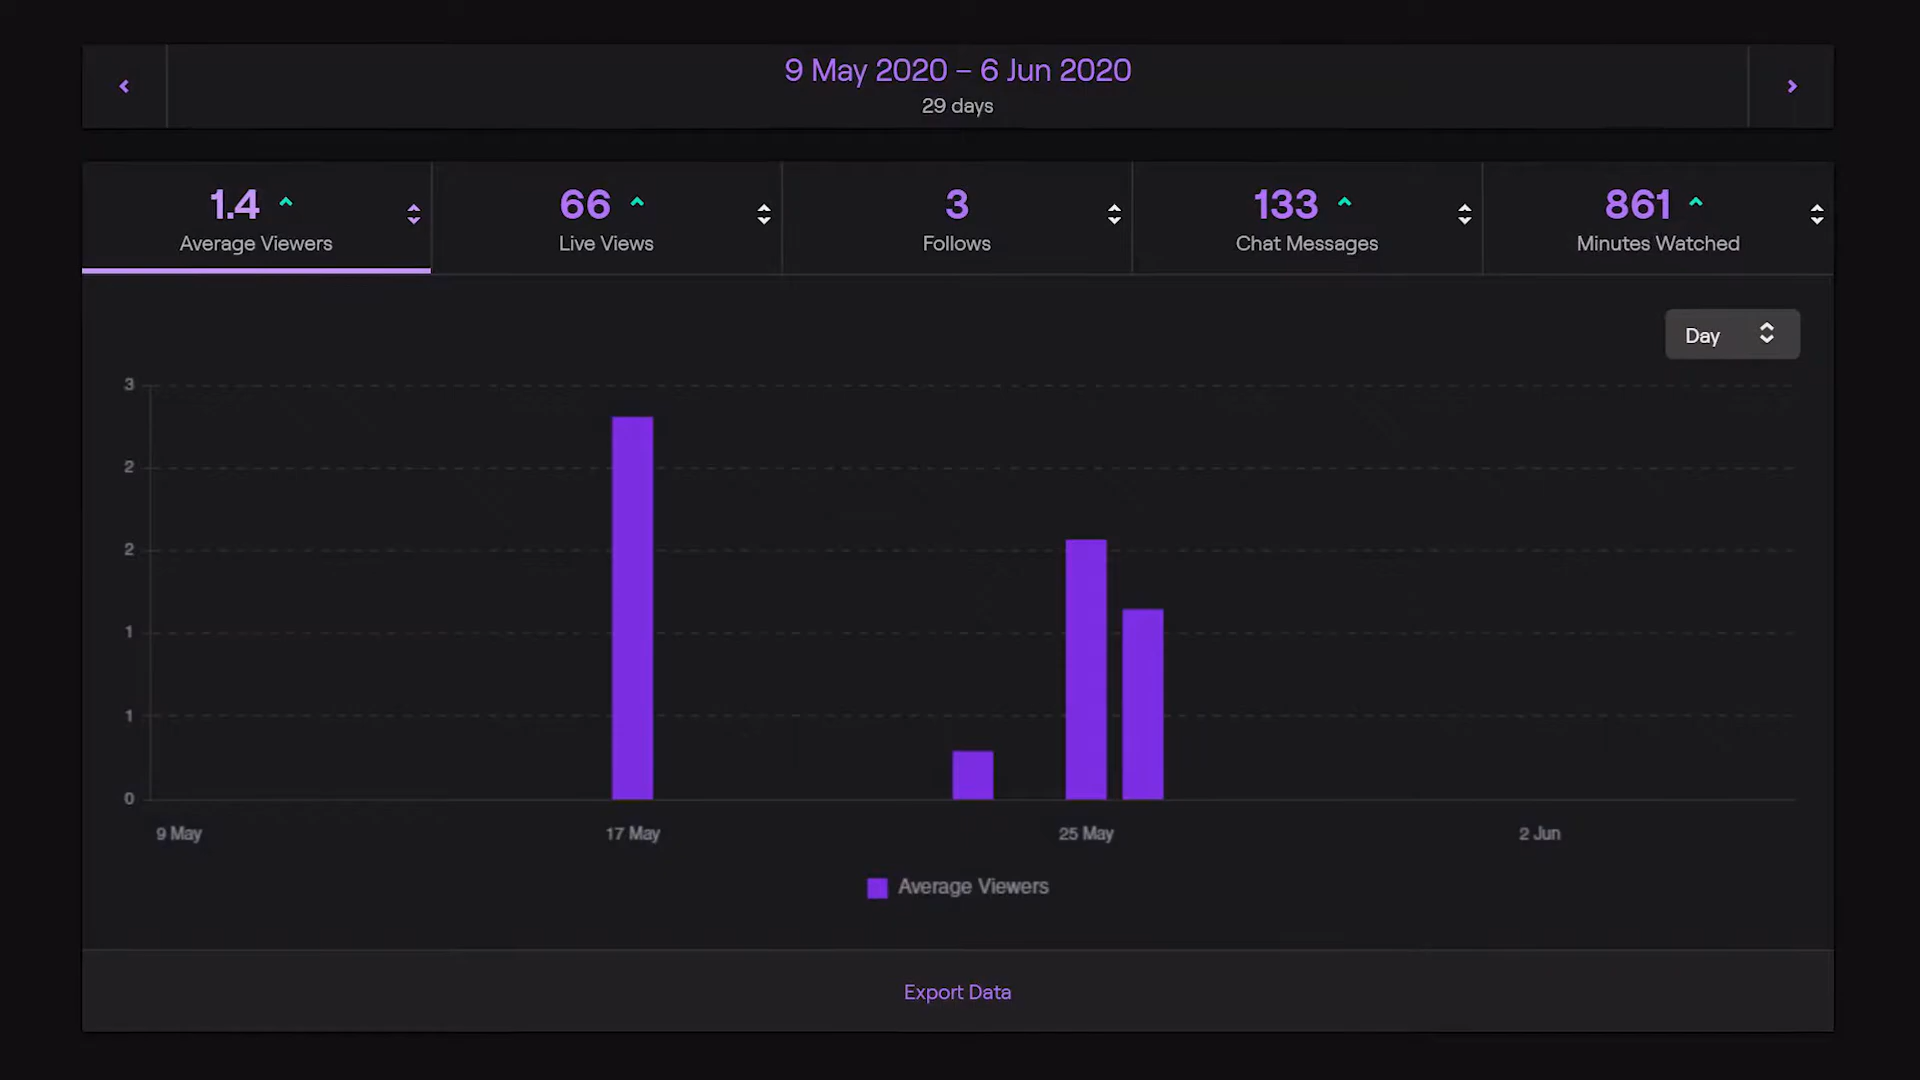 9 May 2020 – 6 Jun 2020
29 days
1.4
Average Viewers
66
Live Views
3
Follows
133
Chat Messages
861
Minutes Watched
Day
3
2
2
1
1
0
9 May
17 May
25 May
2 Jun
Average Viewers
Export Data